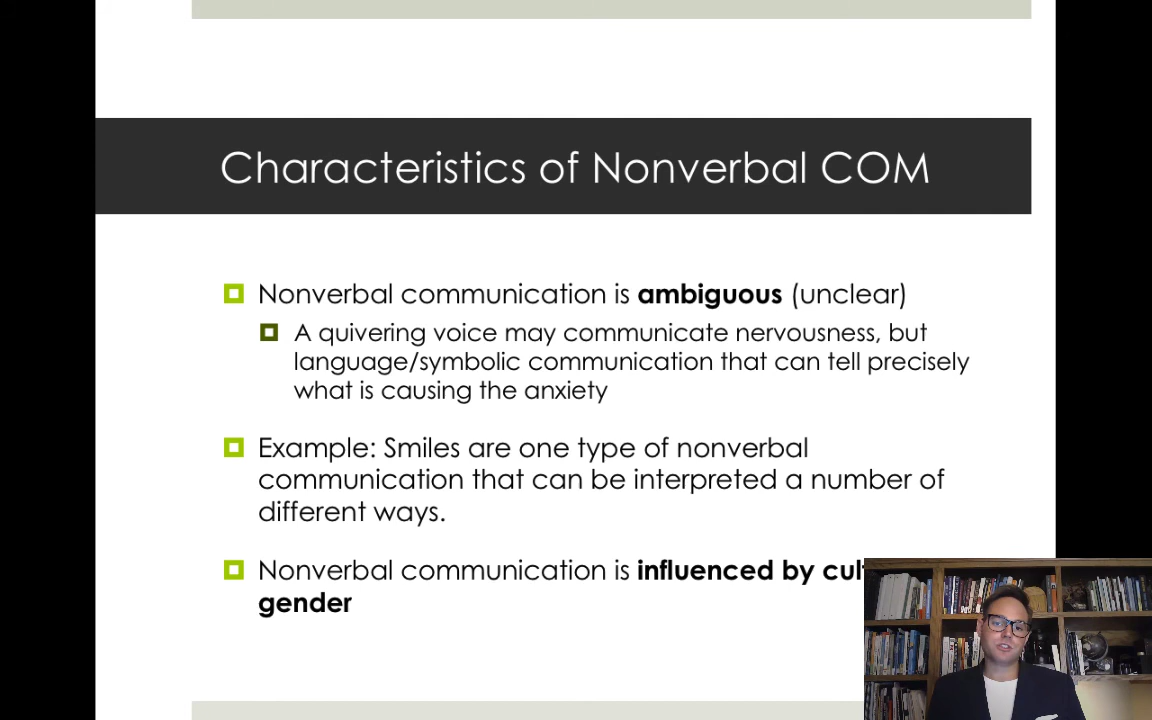 Characteristics of Nonverbal COM
Nonverbal communication is ambiguous (unclear)
A quivering voice may communicate nervousness, but
language/symbolic communication that can tell precisely
what is causing the anxiety
Example: Smiles are one type of nonverbal
communication that can be interpreted a number of
different ways.
Nonverbal communication is influenced by
gender